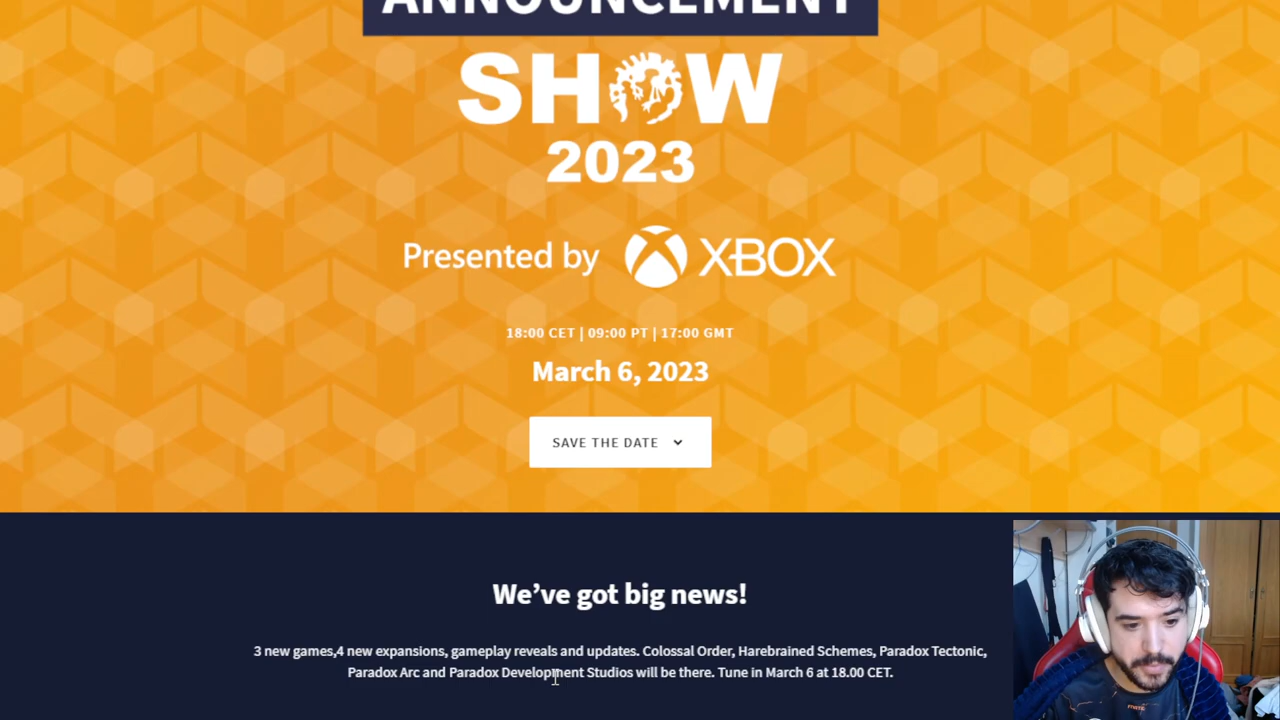 ANNOUNCEMENT
SHOW
2023
Presented by XBOX
18:00 CET | 09:00 PT | 17:00 GMT
March 6, 2023
SAVE THE DATE
We’ve got big news!
3 new games,4 new expansions, gameplay reveals and updates. Colossal Order, Harebrained Schemes, Paradox Tectonic,
Paradox Arc and Paradox Development Studios will be there. Tune in March 6 at 18.00 CET.